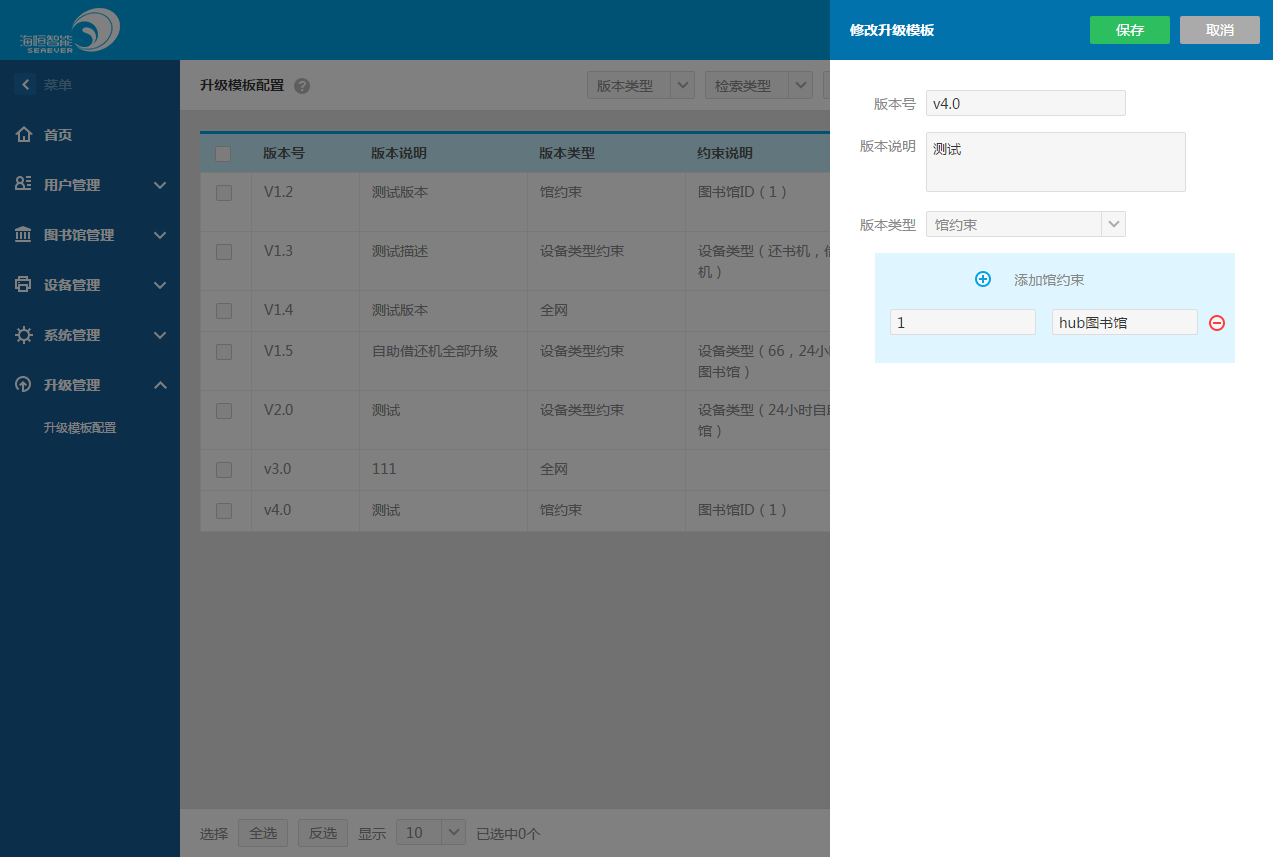 海恒智能
SEAEVER
修改升级模板
保存
取消
菜单
首页
用户管理
图书馆管理
设备管理
系统管理
升级管理
升级模板配置
升级模板配置 ?
版本类型
检索类型
版本号 版本说明 版本类型 约束说明
V1.2 测试版本 馆约束 图书馆ID（1）
V1.3 测试描述 设备类型约束 设备类型（还书机，
机）
V1.4 测试版本 全网
V1.5 自助借还机全部升级 设备类型约束 设备类型（66，24小
图书馆）
V2.0 测试 设备类型约束 设备类型（24小时自
馆）
v3.0 111 全网
v4.0 测试 馆约束 图书馆ID（1）
选择 全选 反选 显示 10 已选中0个
版本号 v4.0
版本说明 测试
版本类型 馆约束
添加馆约束
1 hub图书馆